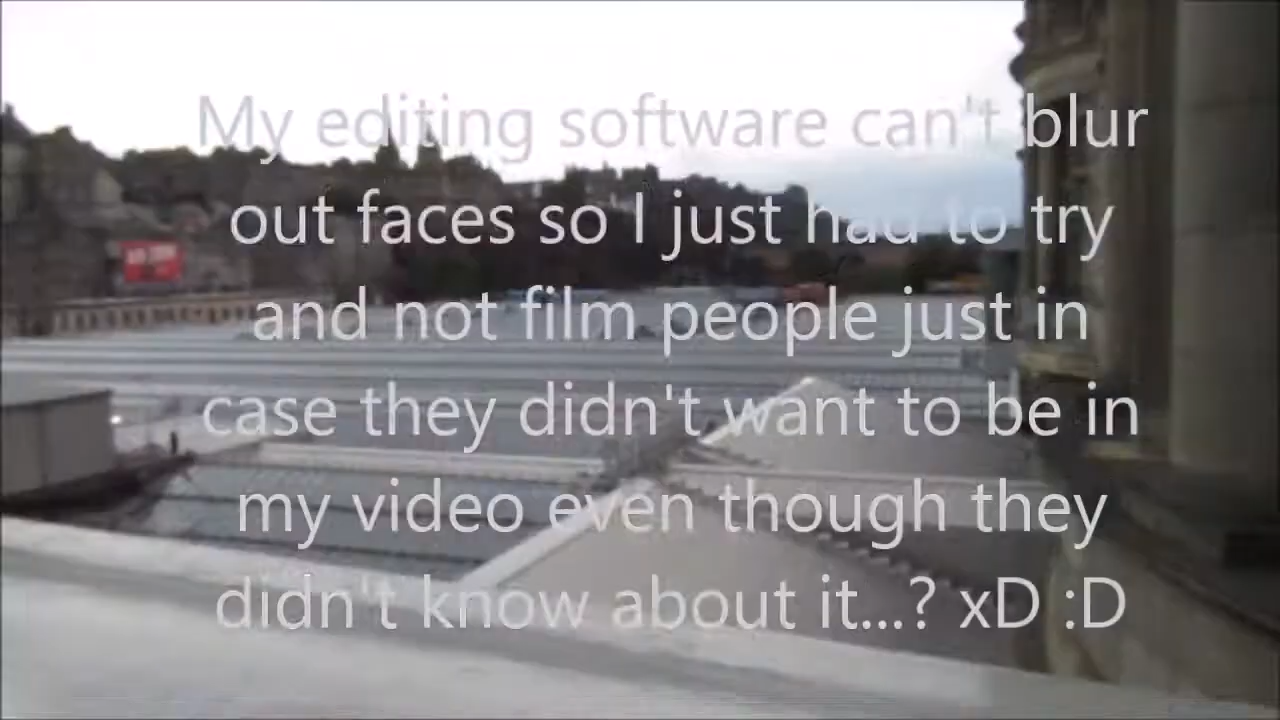 My editing software can't blur
out faces so I just had to try
and not film people just in
case they didn't want to be in
my video even though they
didn't know about it...? xD :D